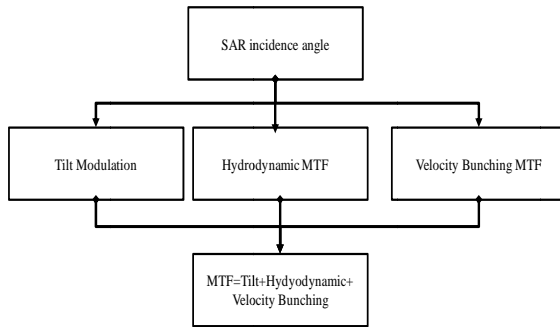 SAR incidence angle
Tilt Modulation
Hydrodynamic MTF
Velocity Bunching MTF
MTF=Tilt+Hydyodynamic+
Velocity Bunching